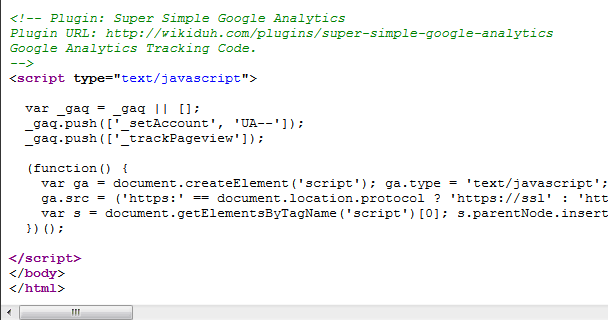 <!-- Plugin: Super Simple Google Analytics
Plugin URL: http://wikiduh.com/plugins/super-simple-google-analytics
Google Analytics Tracking Code.
-->
<script type="text/javascript">
var _gaq = _gaq || [];
_gaq.push(['_setAccount', 'UA--']);
_gaq.push(['_trackPageview']);
(function() {
var ga = document.createElement('script'); ga.type = 'text/javascript';
ga.src = ('https:' == document.location.protocol ? 'https://ssl' : 'htt
var s = document.getElementsByTagName('script')[0]; s.parentNode.insert
})();
</script>
</body>
</html>